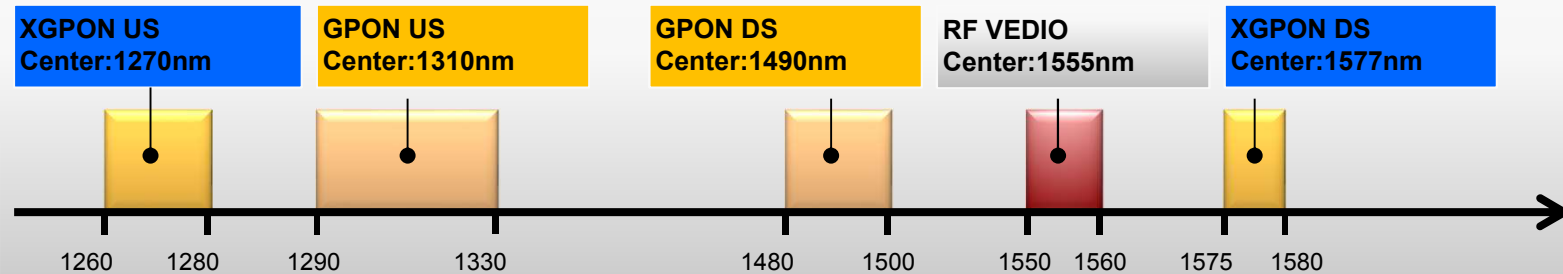 XGPON US
Center:1270nm
GPON US
Center:1310nm
GPON DS
Center:1490nm
RF VEDIO
Center:1555nm
XGPON DS
Center:1577nm
1260 1280 1290 1330 1480 1500 1550 1560 1575 1580